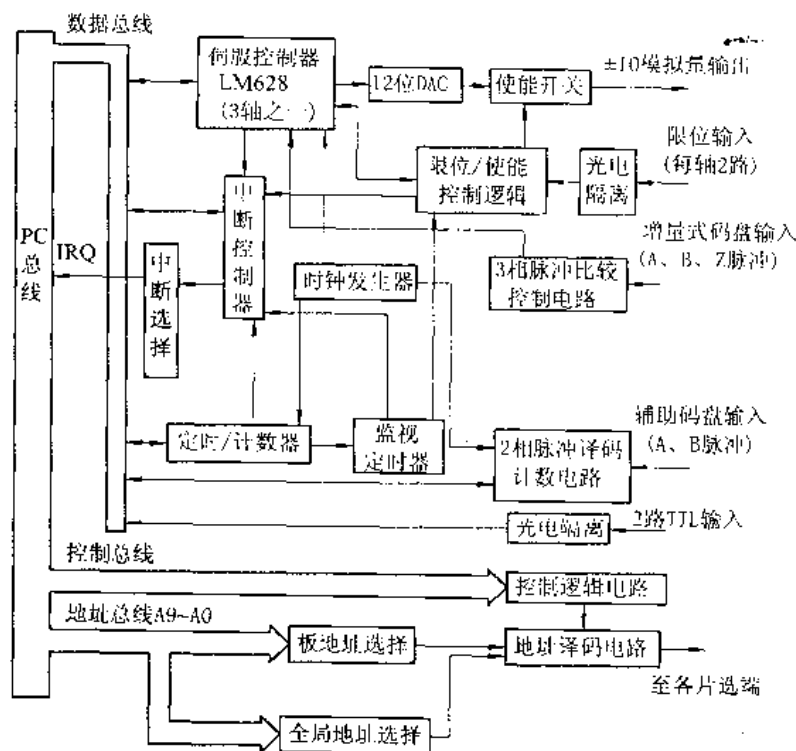 数据总线
伺服控制器
LM628
(3轴之一)
12位DAC
使能开关
±10模拟量输出
限位/使能
控制逻辑
光电
隔离
限位输入
(每轴2路)
PC
总线
IRQ
中断选择
中断控制器
时钟发生器
3相脉冲比较
控制电路
增量式码盘输入
(A、B、Z脉冲)
定时/计数器
监视
定时器
2相脉冲译码
计数电路
辅助码盘输入
(A、B脉冲)
光电隔离
2路TTL输入
控制总线
控制逻辑电路
地址总线A9~A0
板地址选择
地址译码电路
至各片选端
全局地址选择